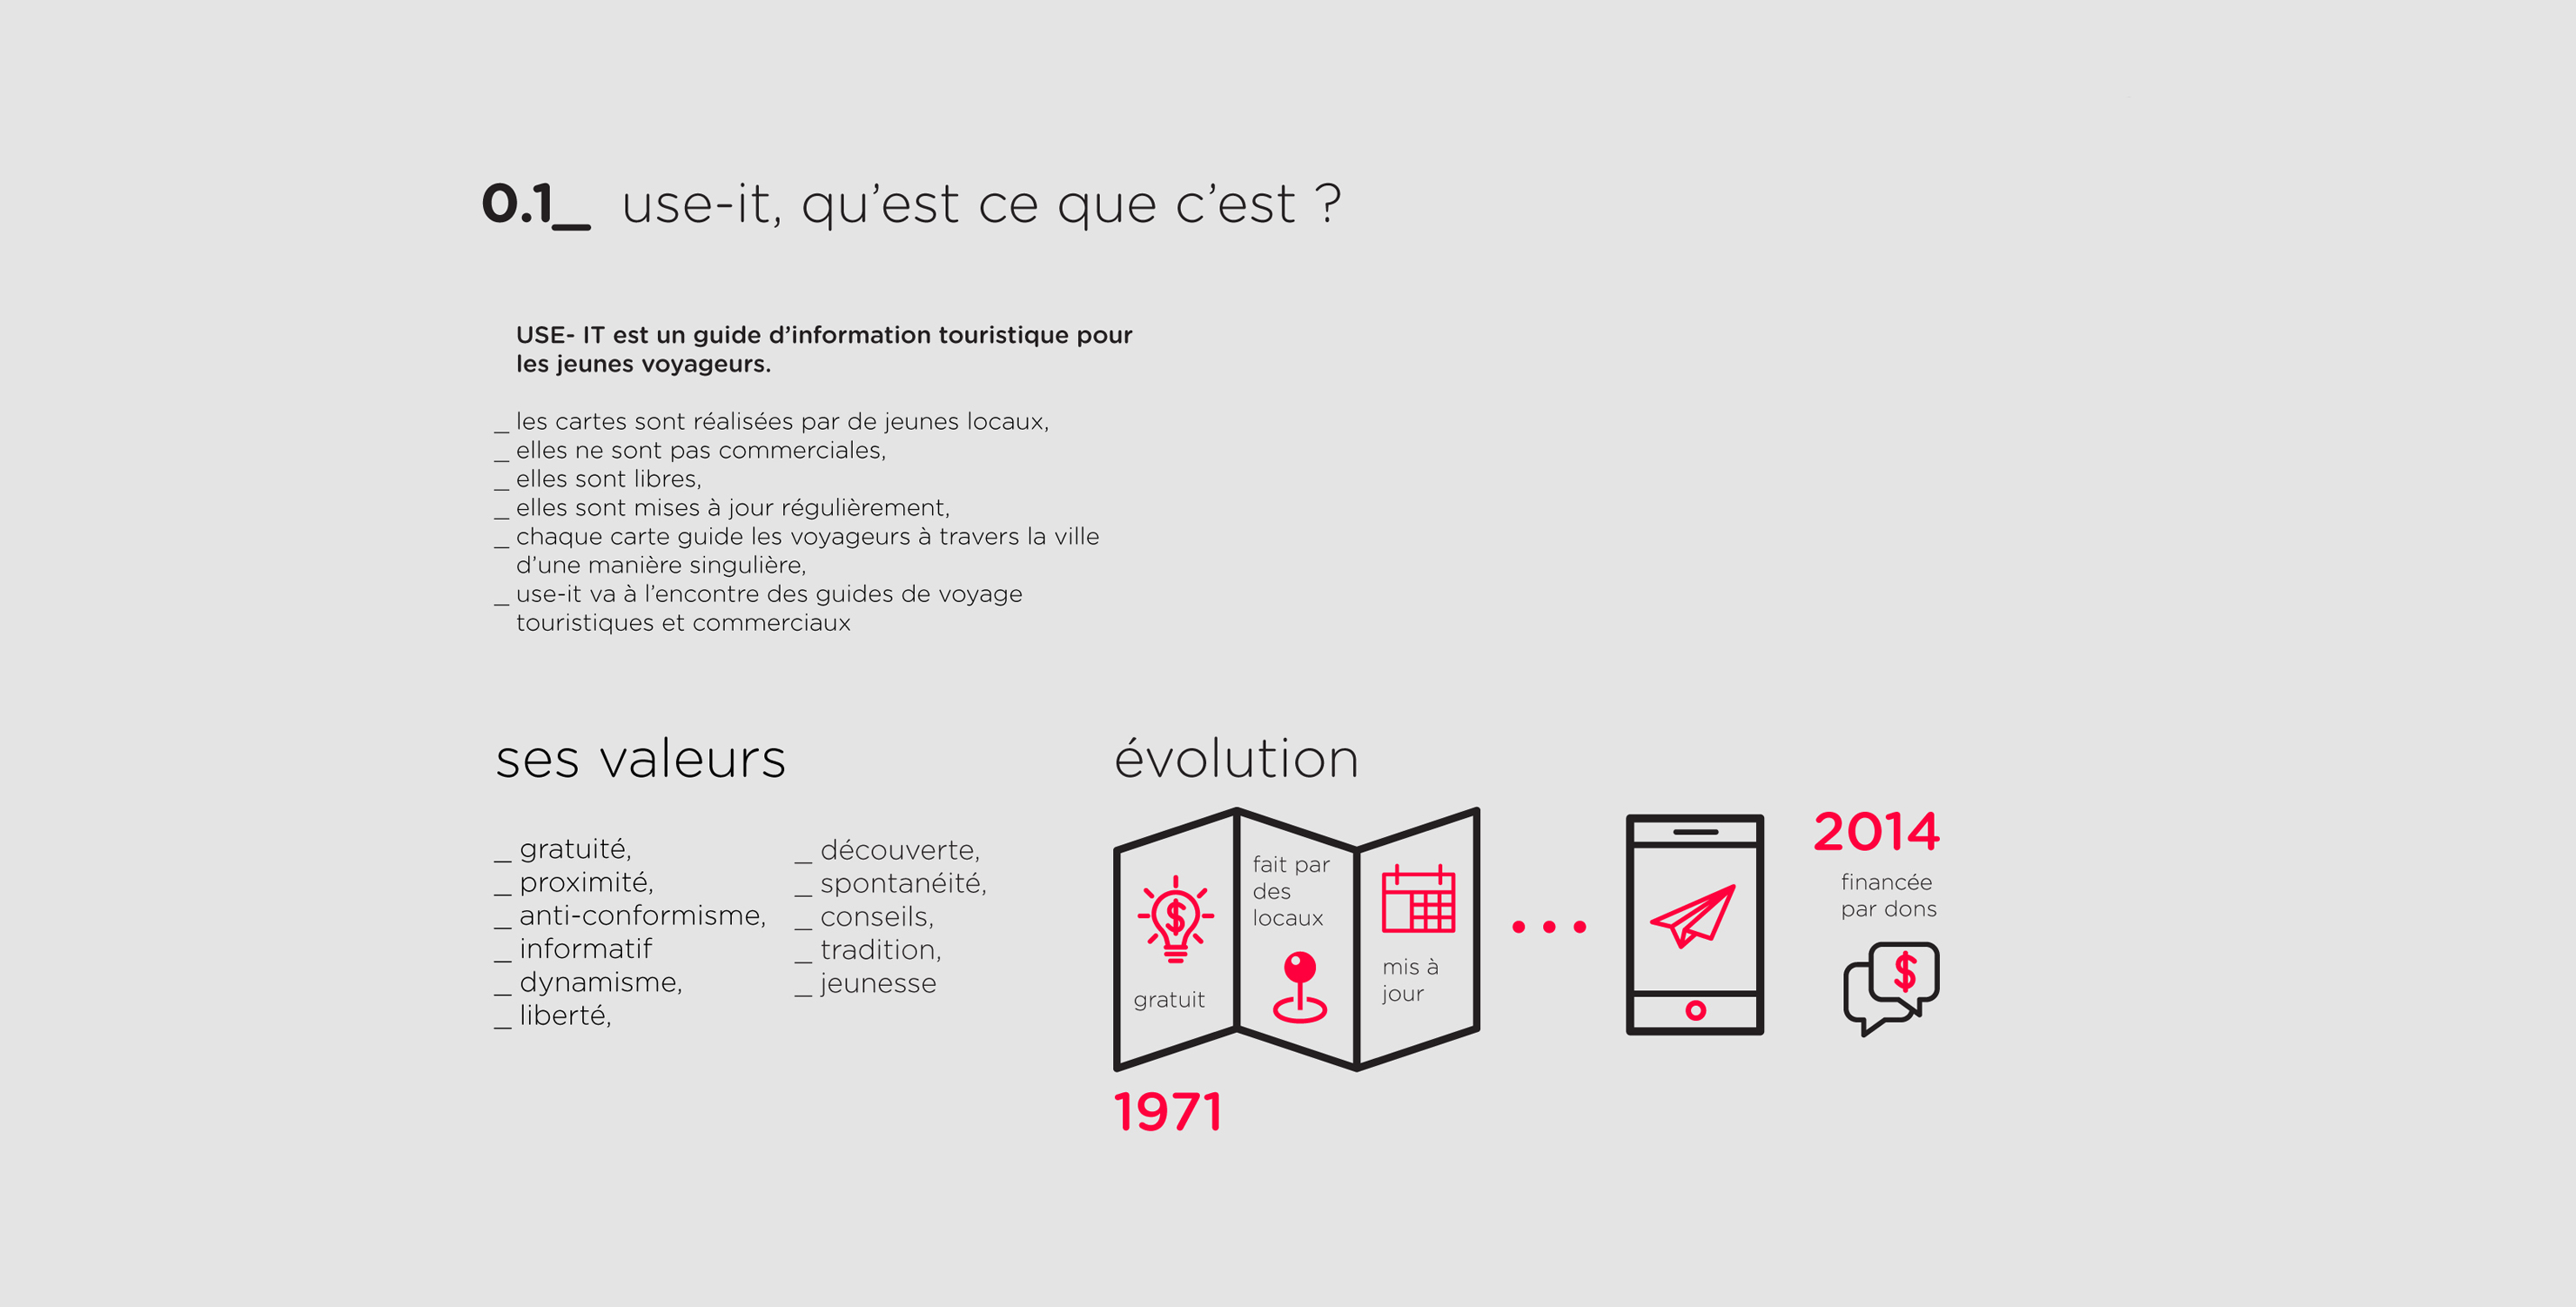 0.1_ use-it, qu’est ce que c’est ?
USE- IT est un guide d’information touristique pour
les jeunes voyageurs.
_ les cartes sont réalisées par de jeunes locaux,
_ elles ne sont pas commerciales,
_ elles sont libres,
_ elles sont mises à jour régulièrement,
_ chaque carte guide les voyageurs à travers la ville
d’une manière singulière,
_ use-it va à l’encontre des guides de voyage
touristiques et commerciaux
ses valeurs
_ gratuité,
_ proximité,
_ anti-conformisme,
_ informatif
_ dynamisme,
_ liberté,
_ découverte,
_ spontanéité,
_ conseils,
_ tradition,
_ jeunesse
évolution
$
gratuit
fait par
des
locaux
mis à
jour
1971
2014
financée
par dons
$